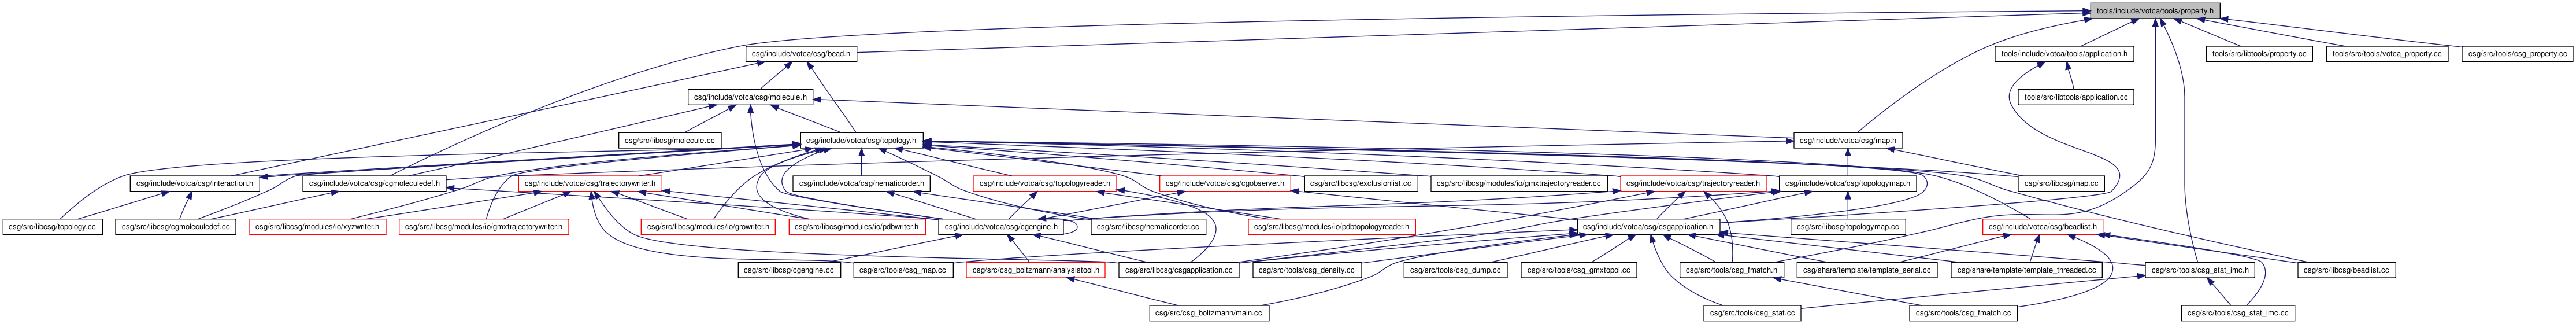 tools/include/votca/tools/property.h
csg/include/votca/csg/bead.h
tools/include/votca/tools/application.h
tools/src/libtools/property.cc
tools/src/tools/votca_property.cc
csg/src/tools/csg_property.cc
csg/include/votca/csg/molecule.h
tools/src/libtools/application.cc
csg/src/libcsg/molecule.cc
csg/include/votca/csg/topology.h
csg/include/votca/csg/map.h
csg/include/votca/csg/interaction.h
csg/include/votca/csg/cgmoleculedef.h
csg/include/votca/csg/trajectorywriter.h
csg/include/votca/csg/nematicorder.h
csg/include/votca/csg/topologyreader.h
csg/include/votca/csg/cgobserver.h
csg/src/libcsg/exclusionlist.cc
csg/src/libcsg/modules/io/gmxtrajectoryreader.cc
csg/include/votca/csg/trajectoryreader.h
csg/include/votca/csg/topologymap.h
csg/src/libcsg/map.cc
csg/src/libcsg/topology.cc
csg/src/libcsg/cgmoleculedef.cc
csg/src/libcsg/modules/io/xyzwriter.h
csg/src/libcsg/modules/io/gmxtrajectorywriter.h
csg/src/libcsg/modules/io/growriter.h
csg/src/libcsg/modules/io/pdbwriter.h
csg/include/votca/csg/cgengine.h
csg/src/libcsg/nematicorder.cc
csg/src/libcsg/modules/io/pdbtopologyreader.h
csg/include/votca/csg/csgapplication.h
csg/src/libcsg/topologymap.cc
csg/include/votca/csg/beadlist.h
csg/src/libcsg/cgengine.cc
csg/src/tools/csg_map.cc
csg/src/csg_boltzmann/analysistool.h
csg/src/libcsg/csgapplication.cc
csg/src/tools/csg_density.cc
csg/src/tools/csg_dump.cc
csg/src/tools/csg_gmxtopol.cc
csg/src/tools/csg_fmatch.h
csg/share/template/template_serial.cc
csg/share/template/template_threaded.cc
csg/src/tools/csg_stat_imc.h
csg/src/libcsg/beadlist.cc
csg/src/csg_boltzmann/main.cc
csg/src/tools/csg_stat.cc
csg/src/tools/csg_fmatch.cc
csg/src/tools/csg_stat_imc.cc